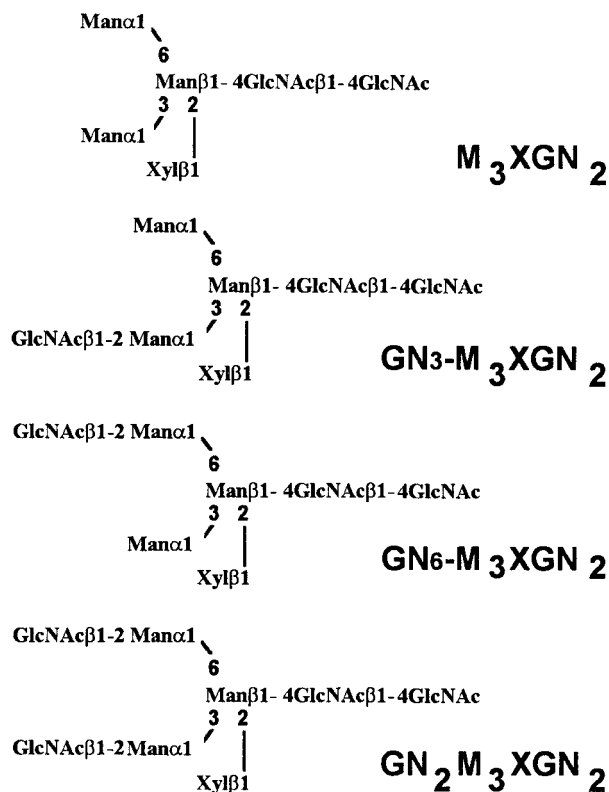 Manα1
6
Manβ1- 4GlcNAcβ1- 4GlcNAc
3 2
Manα1
Xylβ1
M3XGN2
Manα1
6
Manβ1- 4GlcNAcβ1- 4GlcNAc
3 2
GlcNAcβ1-2 Manα1
Xylβ1
GN3-M3XGN2
GlcNAcβ1-2 Manα1
6
Manβ1- 4GlcNAcβ1-4GlcNAc
3 2
Manα1
Xylβ1
GN6-M3XGN2
GlcNAcβ1-2 Manα1
6
Manβ1- 4GlcNAcβ1-4GlcNAc
3 2
GlcNAcβ1-2Manα1
Xylβ1
GN2M3XGN2